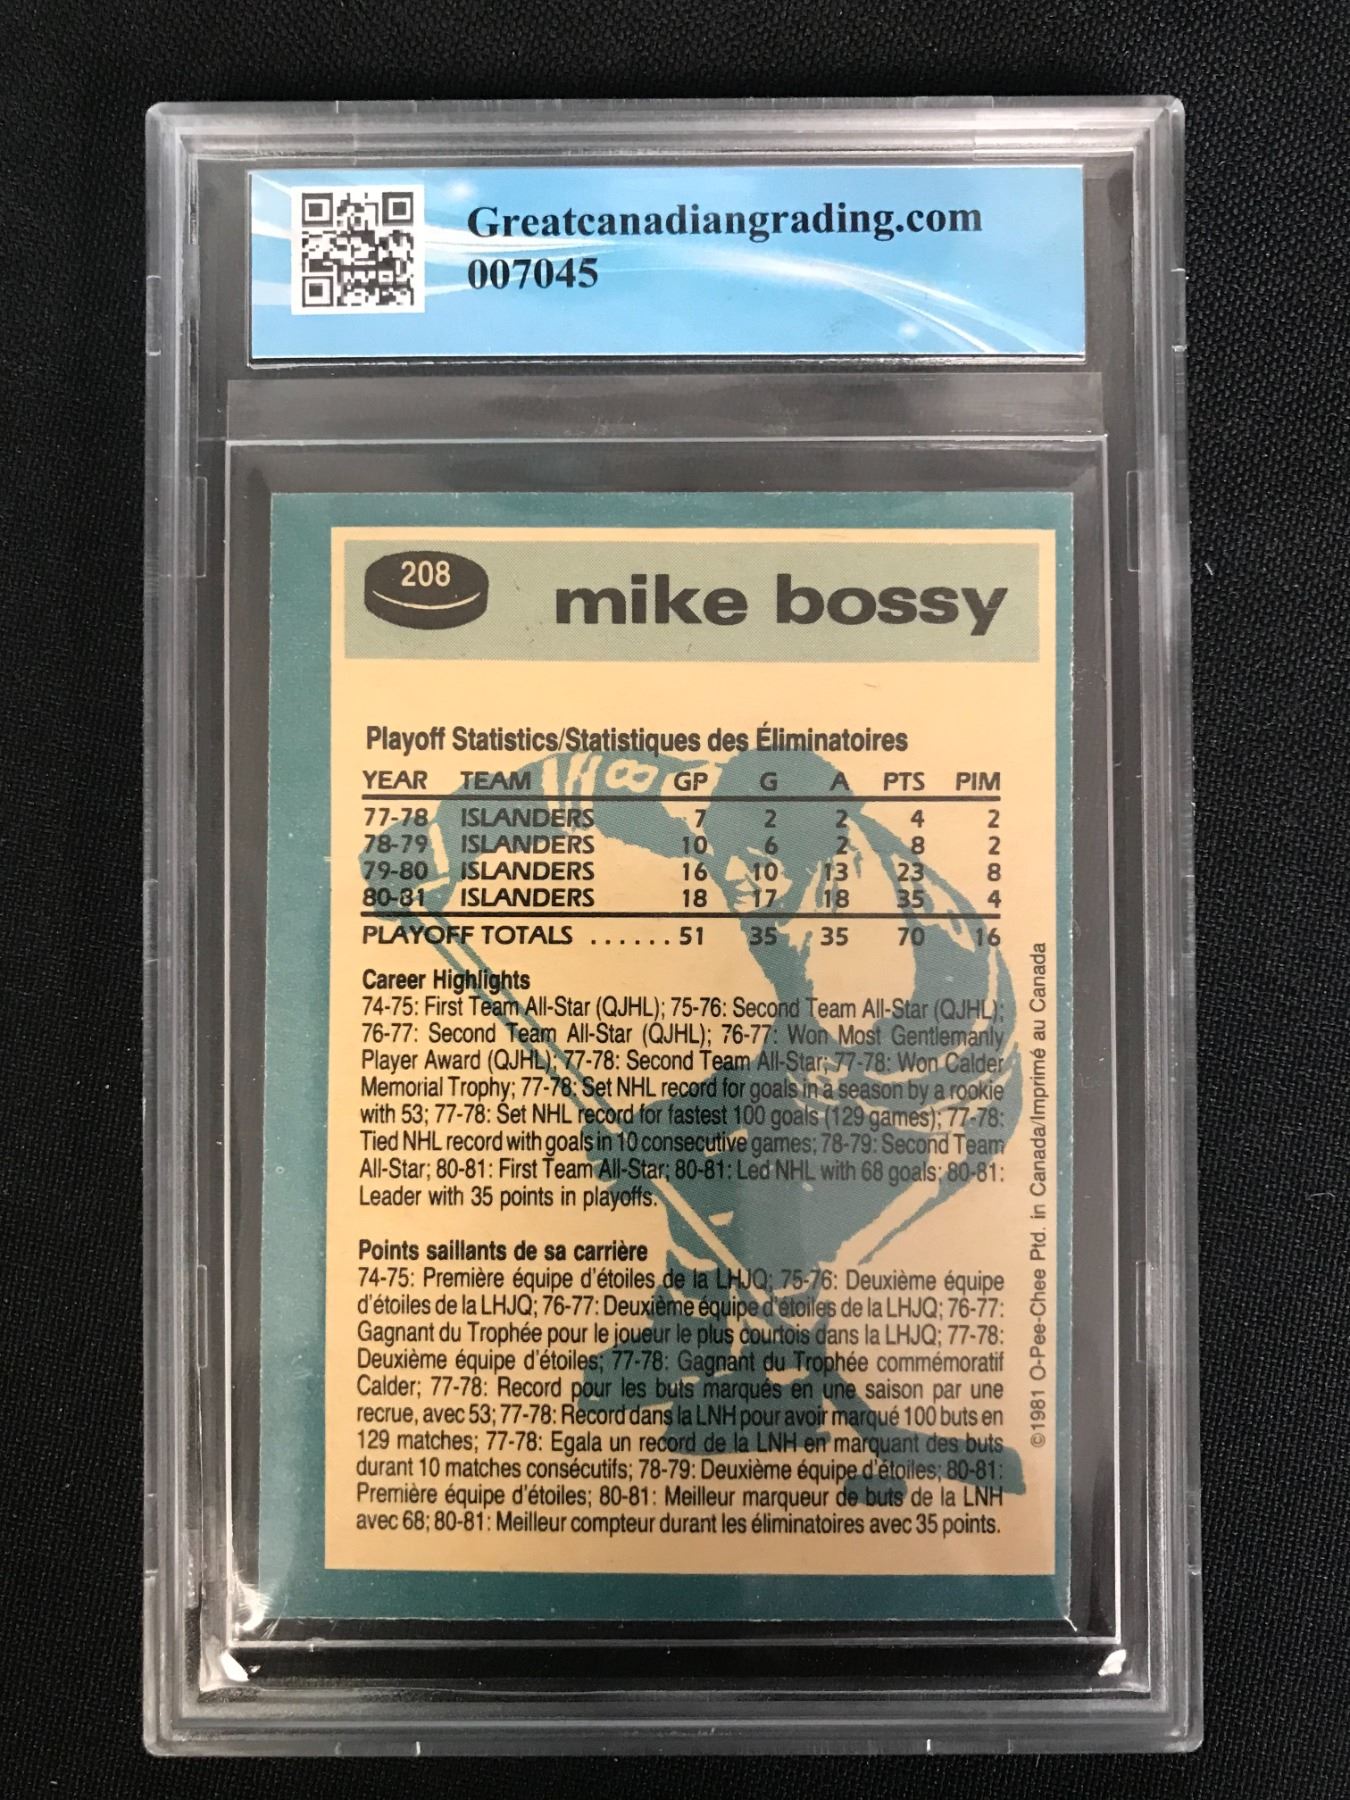 Greatcanadiangrading.com
007045
208
mike bossy
Playoff Statistics/Statistiques des Éliminatoires
YEAR TEAM GP G A PTS PIM
77-78 ISLANDERS 7 2 2 4 2
78-79 ISLANDERS 10 6 2 8 2
79-80 ISLANDERS 16 10 13 23 8
80-81 ISLANDERS 18 17 18 35 4
PLAYOFF TOTALS ...... 51 35 35 70 16
Career Highlights
74-75: First Team All-Star (QJHL); 75-76: Second Team All-Star (QJHL);
76-77: Second Team All-Star (QJHL); 76-77: Won Most Gentlemanly
Player Award (QJHL); 77-78: Second Team All-Star; 77-78: Won Calder
Memorial Trophy; 77-78: Set NHL record for goals in a season by a rookie
with 53; 77-78: Set NHL record for fastest 100 goals (129 games); 77-78:
Tied NHL record with goals in 10 consecutive games; 78-79: Second Team
All-Star; 80-81: First Team All-Star; 80-81: Led NHL with 68 goals; 80-81:
Leader with 35 points in playoffs.
Points saillants de sa carrière
74-75: Première équipe d'étoiles de la LHJQ; 75-76: Deuxième équipe
d'étoiles de la LHJQ; 76-77: Deuxième équipe d'étoiles de la LHJQ; 76-77:
Gagnant du Trophée pour le joueur le plus courtois dans la LHJQ; 77-78:
Deuxième équipe d'étoiles; 77-78: Gagnant du Trophée commémoratif
Calder; 77-78: Record pour les buts marqués en une saison par une
recrue, avec 53; 77-78: Record dans la LNH pour avoir marqué 100 buts en
129 matches; 77-78: Egala un record de la LNH en marquant des buts
durant 10 matches consécutifs; 78-79: Deuxième équipe d'étoiles; 80-81:
Première équipe d'étoiles; 80-81: Meilleur marqueur de buts de la LNH
avec 68; 80-81: Meilleur compteur durant les éliminatoires avec 35 points.
©1981 O-Pee-Chee Ptd. in Canada/Imprimé au Canada